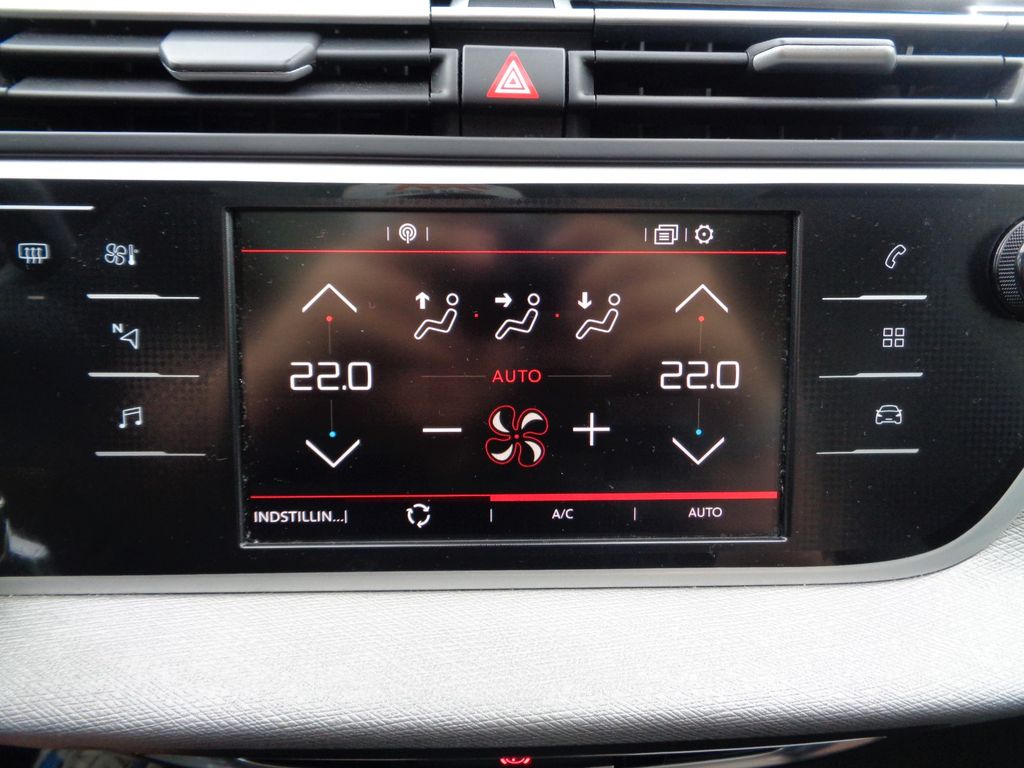 N
22.0 22.0
AUTO
INDSTILLIN...| | A/C | AUTO